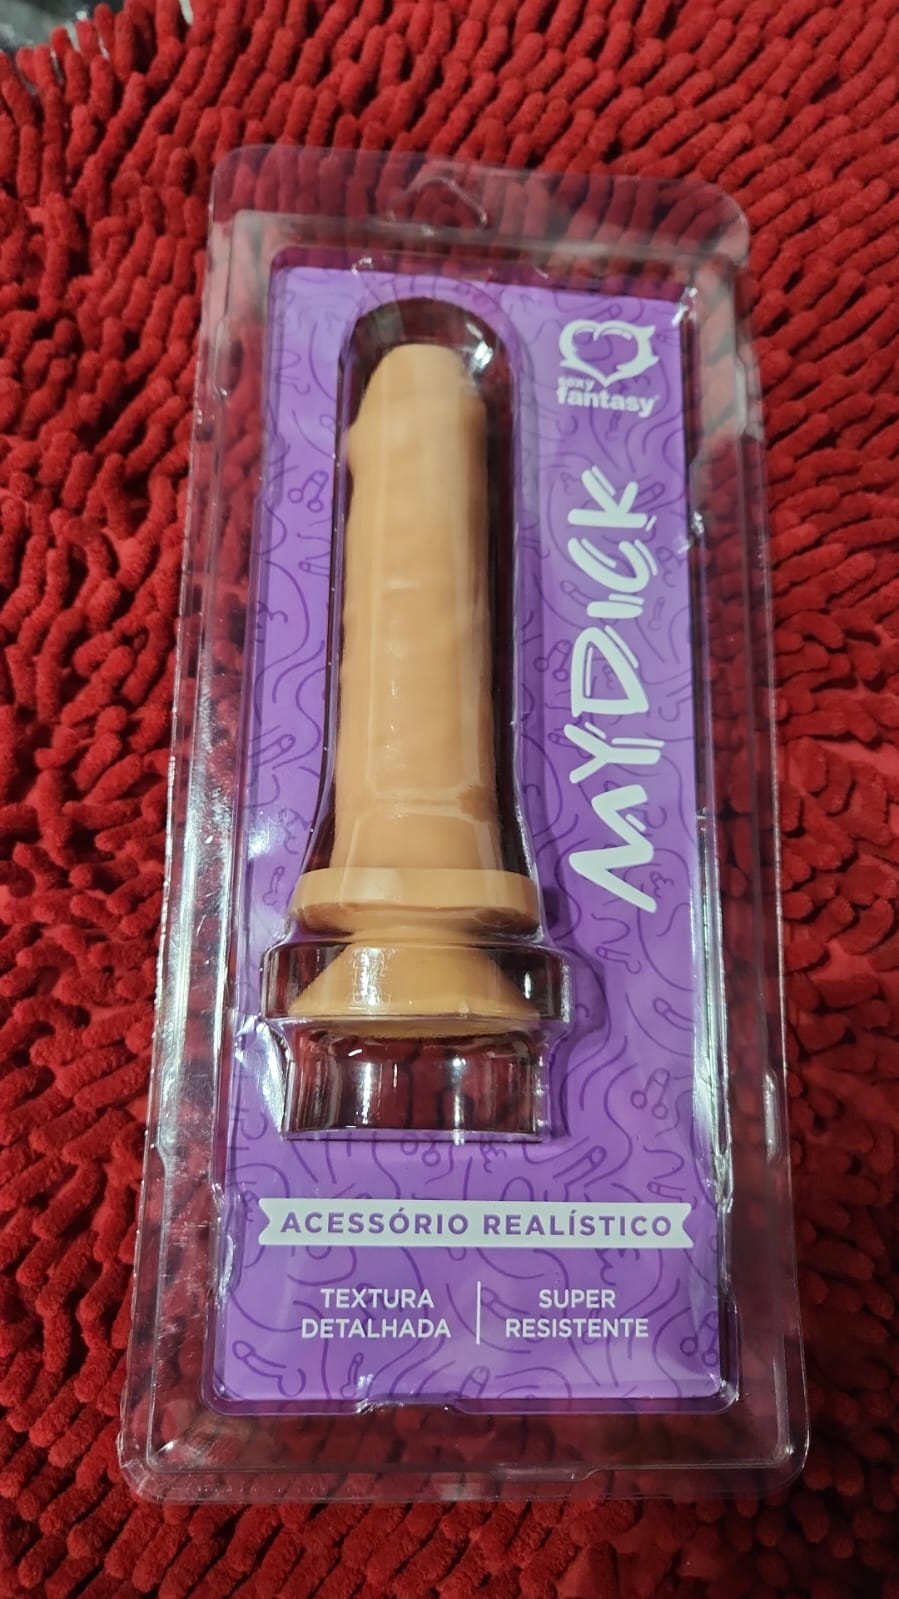 sexy
fantasy
MYDICK
ACESSÓRIO REALÍSTICO
TEXTURA
DETALHADA
SUPER
RESISTENTE